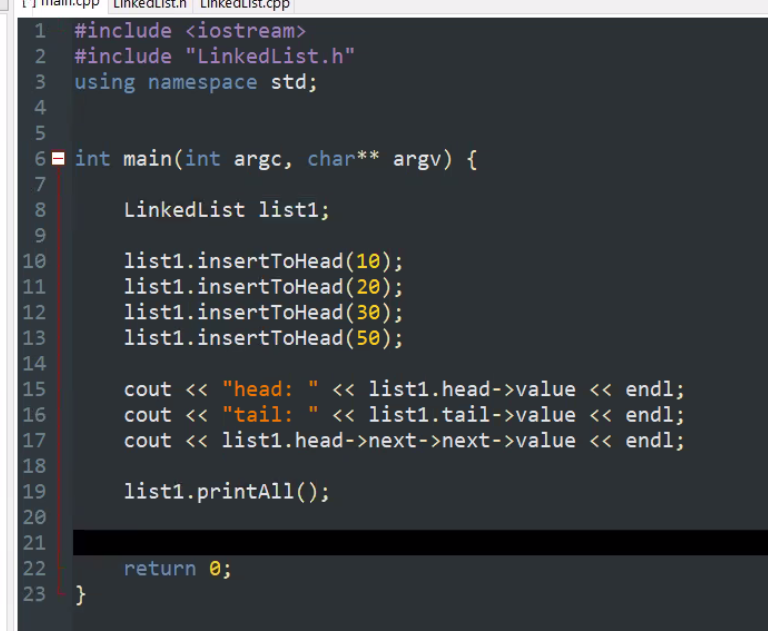 [*] main.cpp LinkedList.h LinkedList.cpp
1 #include <iostream>
2 #include "LinkedList.h"
3 using namespace std;
4
5
6 int main(int argc, char** argv) {
7
8 LinkedList list1;
9
10 list1.insertToHead(10);
11 list1.insertToHead(20);
12 list1.insertToHead(30);
13 list1.insertToHead(50);
14
15 cout << "head: " << list1.head->value << endl;
16 cout << "tail: " << list1.tail->value << endl;
17 cout << list1.head->next->next->value << endl;
18
19 list1.printAll();
20
21
22 return 0;
23 }